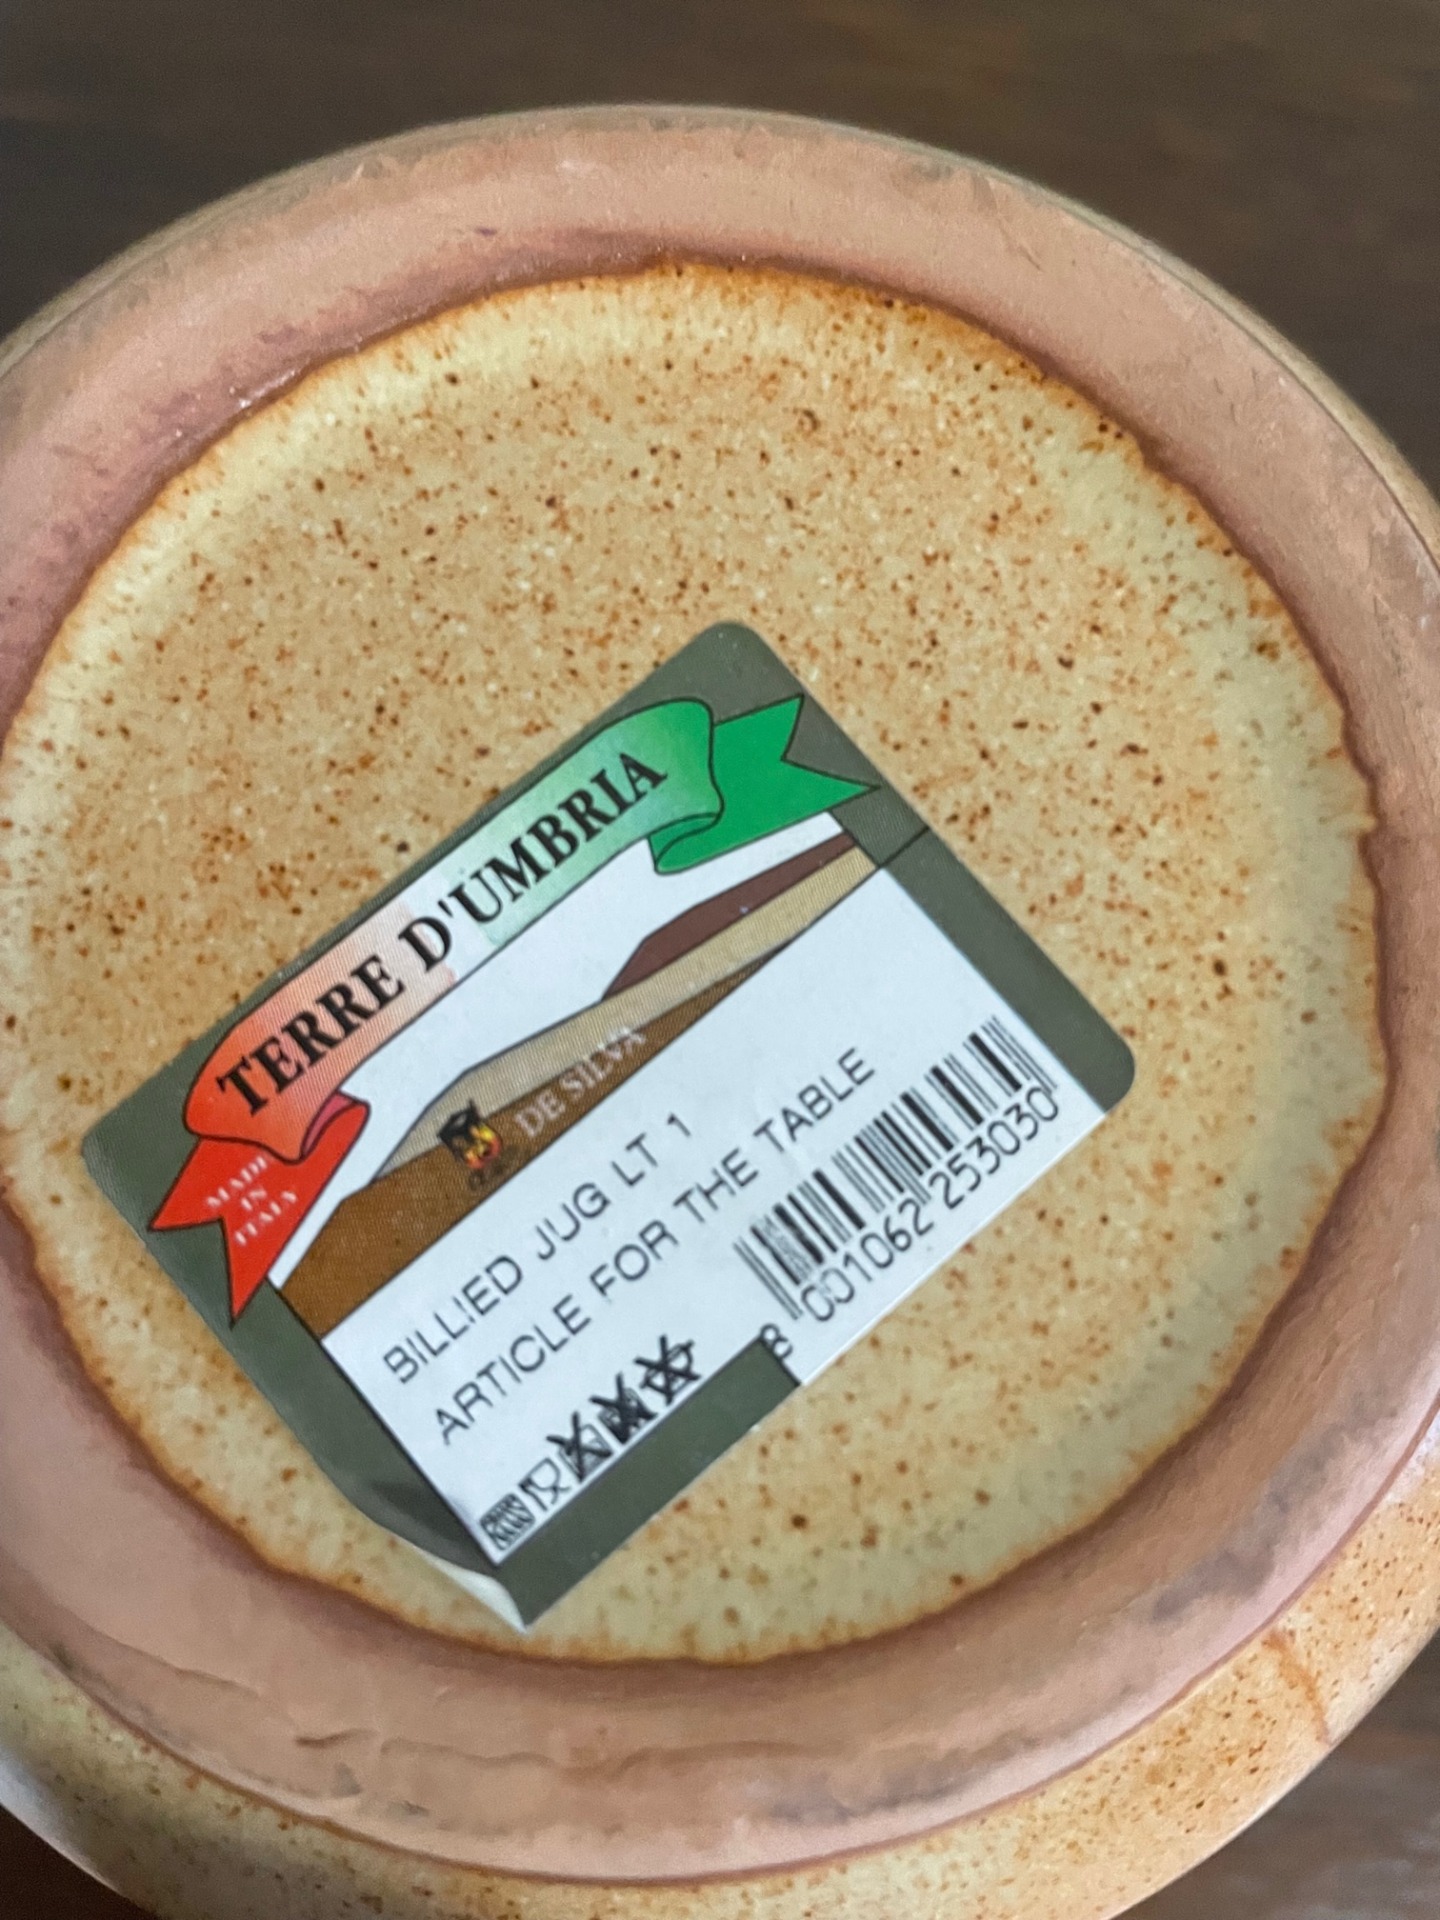 TERRE D'UMBRIA
MADE
IN
ITALY
DE SILVA
BILLIED JUG LT 1
ARTICLE FOR THE TABLE
8 001062 253030